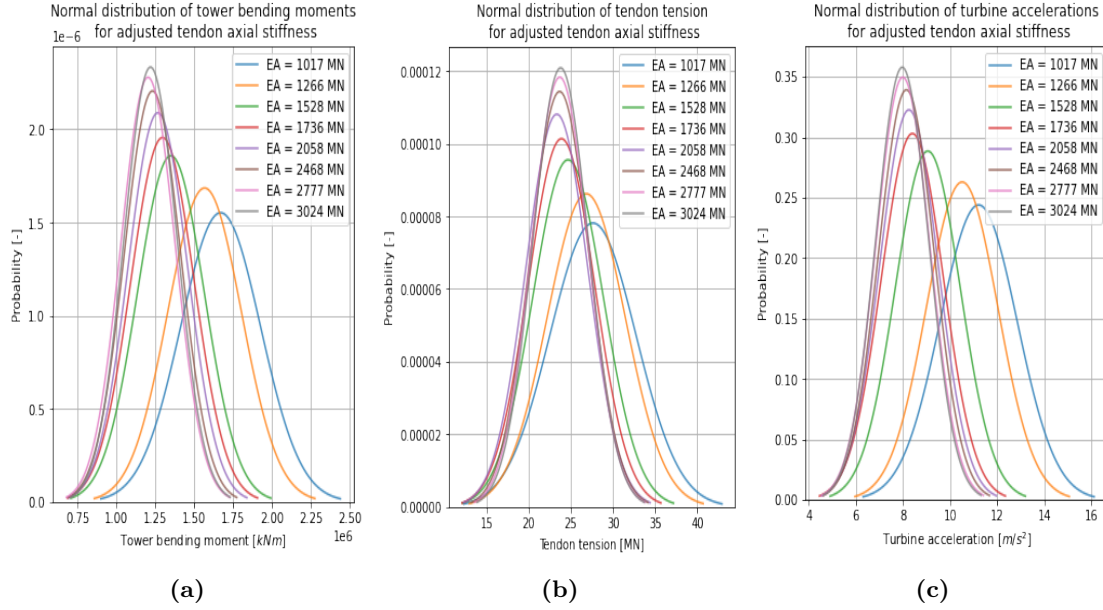 Normal distribution of tower bending moments
for adjusted tendon axial stiffness
1e−6
EA = 1017 MN
EA = 1266 MN
EA = 1528 MN
EA = 1736 MN
EA = 2058 MN
EA = 2468 MN
EA = 2777 MN
EA = 3024 MN
Probability [-]
2.0
1.5
1.0
0.5
0.0
0.75 1.00 1.25 1.50 1.75 2.00 2.25 2.50
1e6
Tower bending moment [kNm]
(a)
Normal distribution of tendon tension
for adjusted tendon axial stiffness
EA = 1017 MN
EA = 1266 MN
EA = 1528 MN
EA = 1736 MN
EA = 2058 MN
EA = 2468 MN
EA = 2777 MN
EA = 3024 MN
Probability [-]
0.00012
0.00010
0.00008
0.00006
0.00004
0.00002
0.00000
15 20 25 30 35 40
Tendon tension [MN]
(b)
Normal distribution of turbine accelerations
for adjusted tendon axial stiffness
EA = 1017 MN
EA = 1266 MN
EA = 1528 MN
EA = 1736 MN
EA = 2058 MN
EA = 2468 MN
EA = 2777 MN
EA = 3024 MN
Probability [-]
0.35
0.30
0.25
0.20
0.15
0.10
0.05
0.00
4 6 8 10 12 14 16
Turbine acceleration [m/s²]
(c)